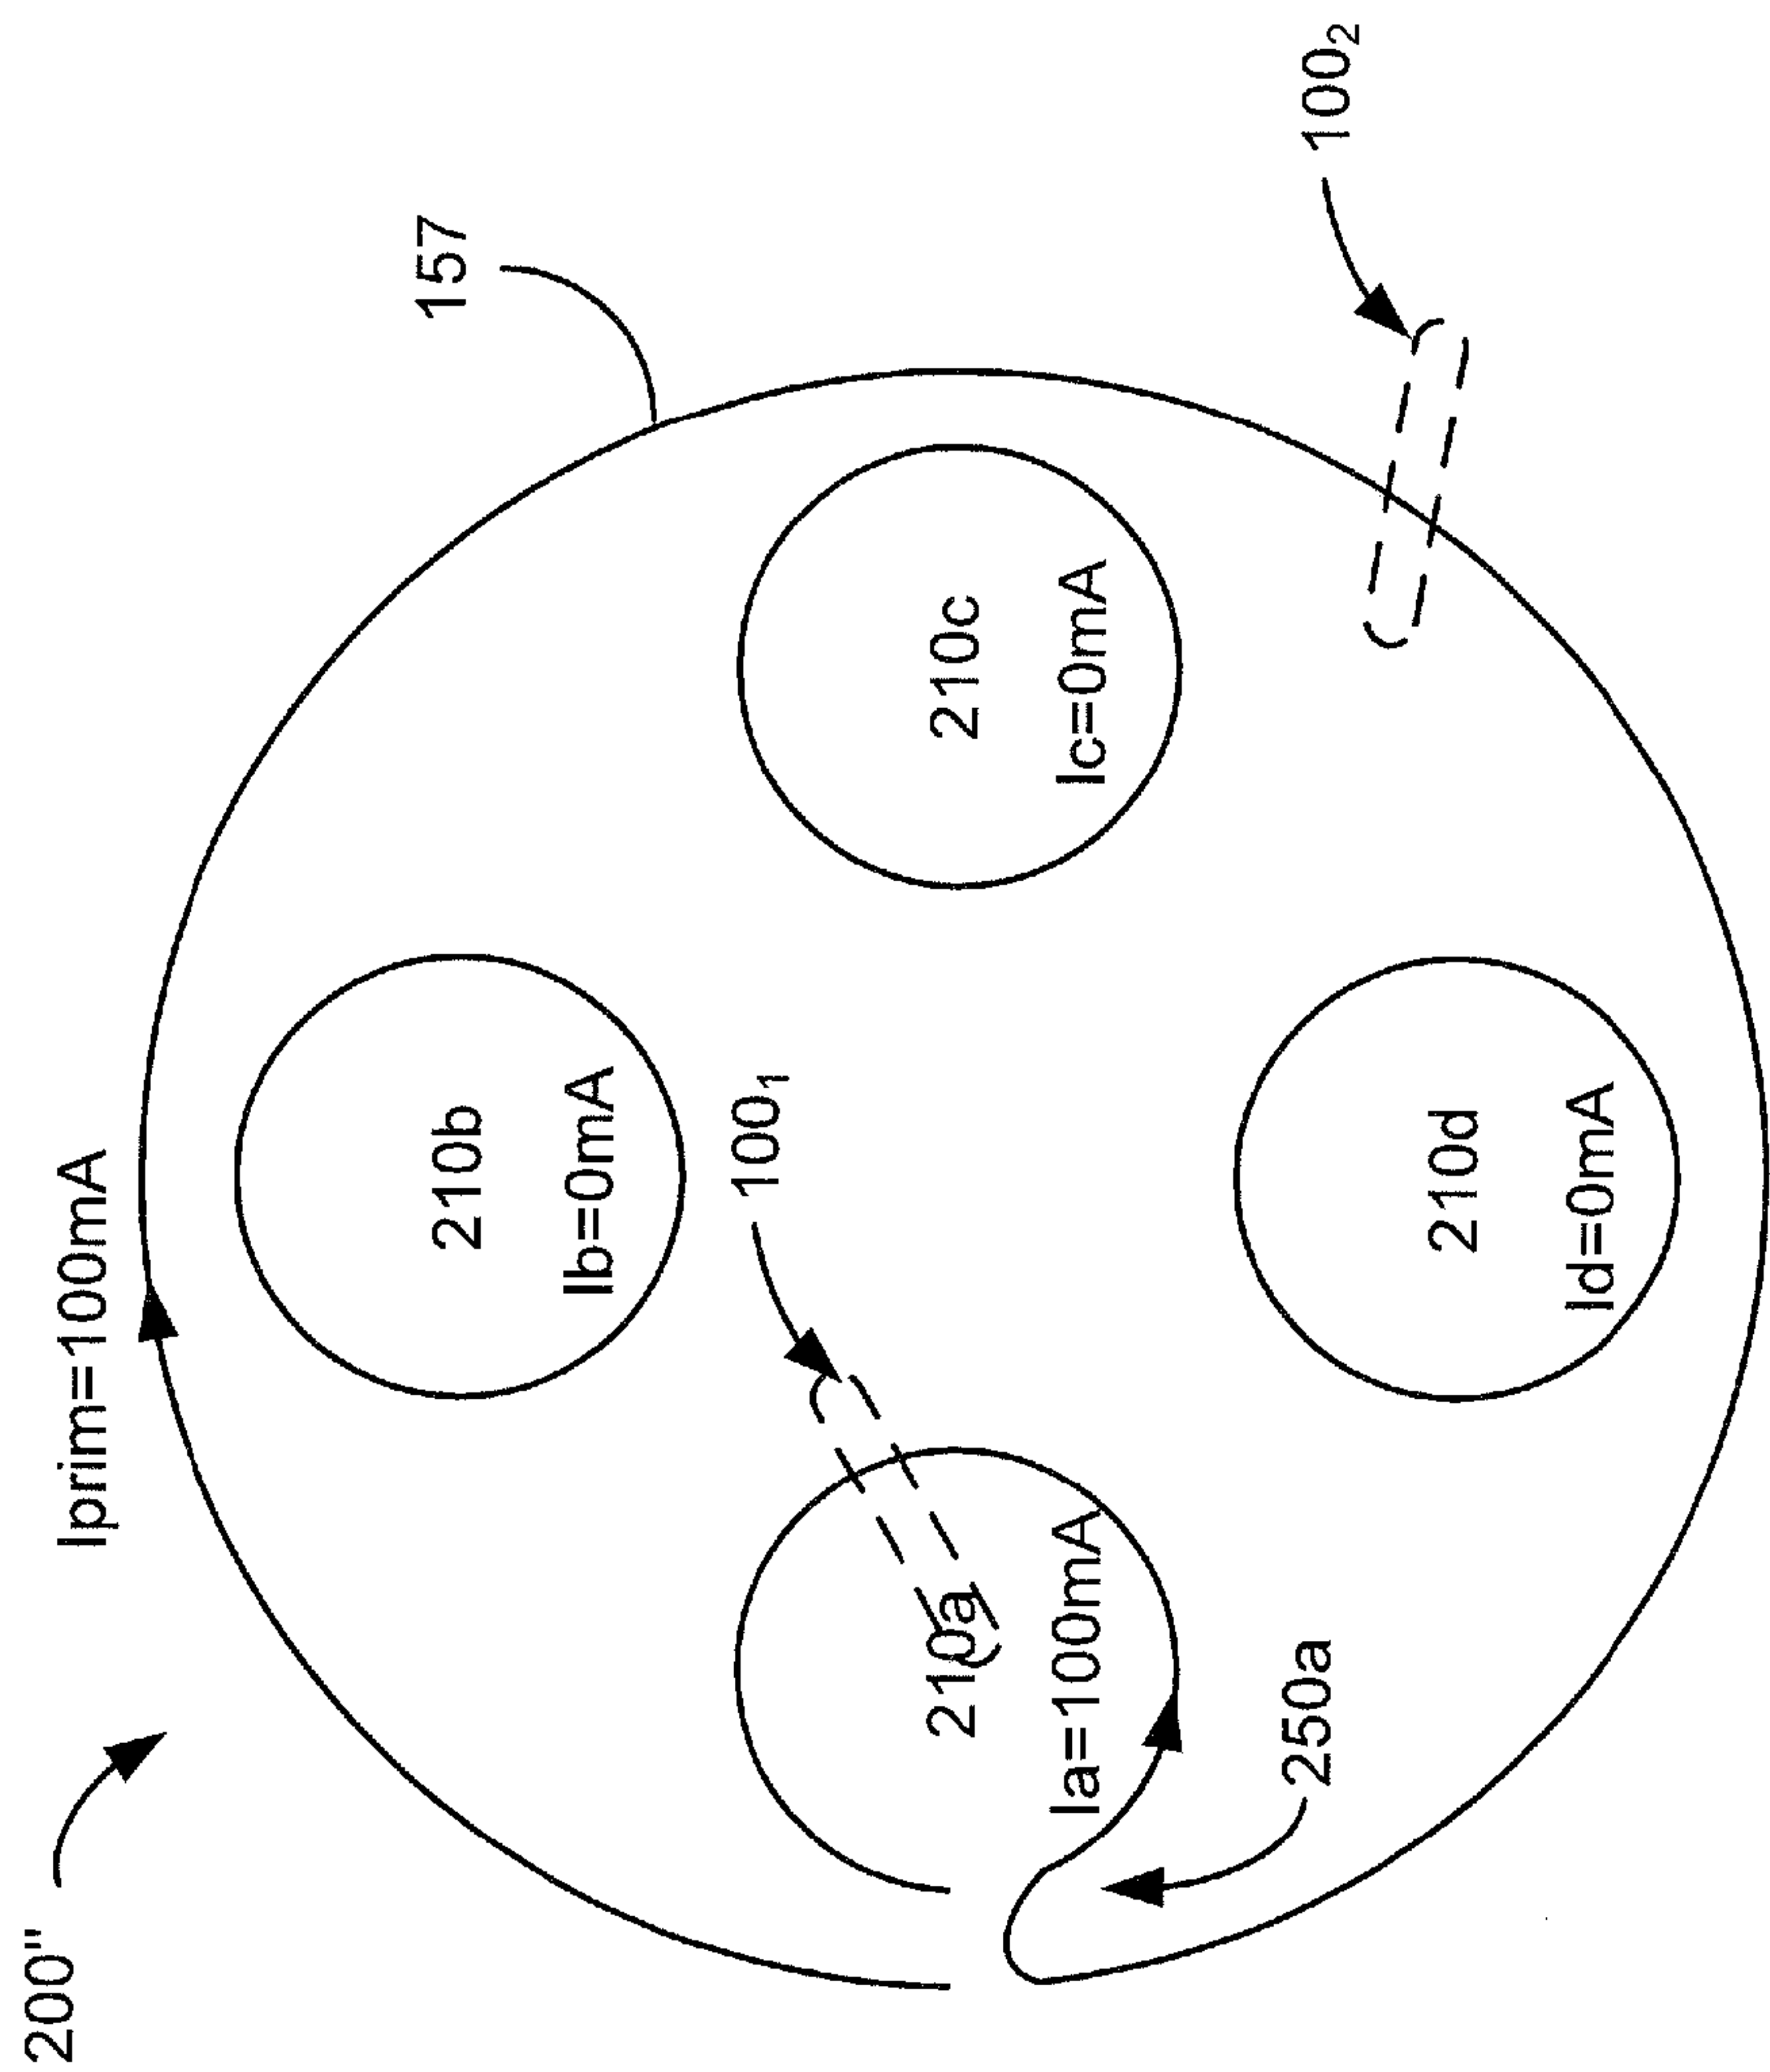 200"
Iprim=100mA
157
210b
Ib=0mA
100₁
210a
Ia=100mA
210c
Ic=0mA
250a
100₂
210d
Id=0mA